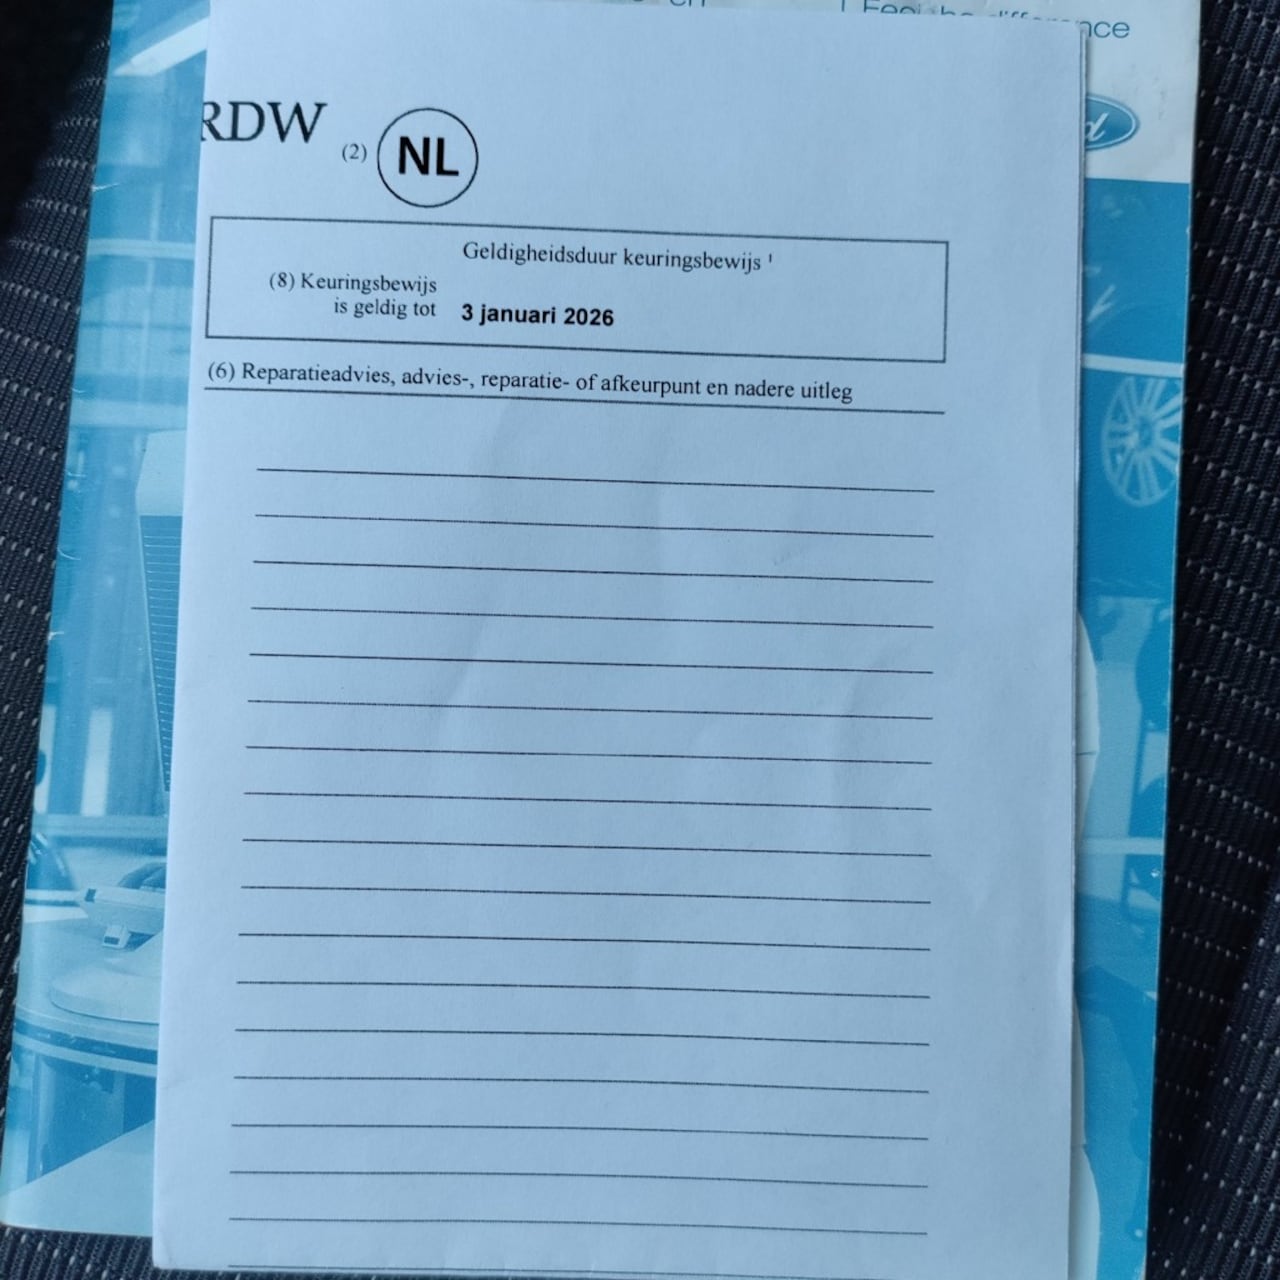 difference
RDW (2) NL
Geldigheidsduur keuringsbewijs ¹
(8) Keuringsbewijs
is geldig tot 3 januari 2026
(6) Reparatieadvies, advies-, reparatie- of afkeurpunt en nadere uitleg